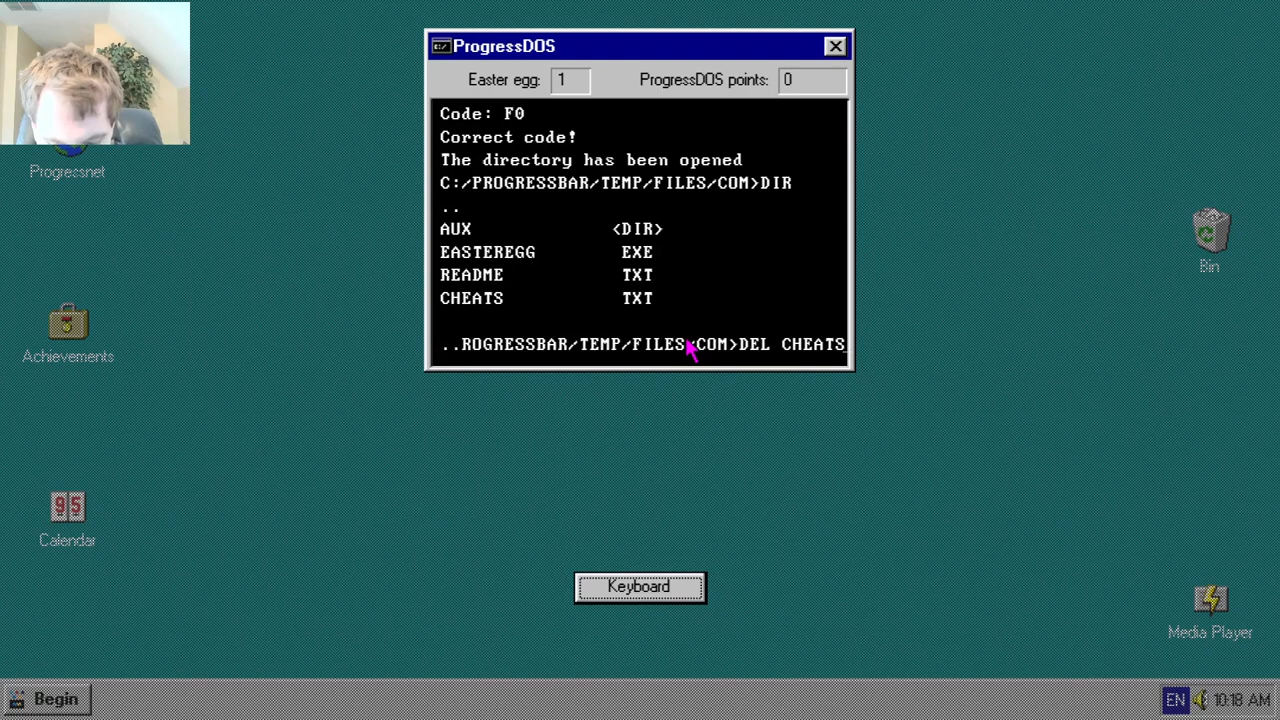 ProgressDOS
Easter egg: 1 ProgressDOS points: 0
Code: F0
Correct code!
The directory has been opened
C:/PROGRESSBAR/TEMP/FILES/COM>DIR
..
AUX <DIR>
EASTEREGG EXE
README TXT
CHEATS TXT
..ROGRESSBAR/TEMP/FILES/COM>DEL CHEATS_
Progressnet
Bin
Achievements
Calendar
Keyboard
Media Player
Begin
EN 10:18 AM